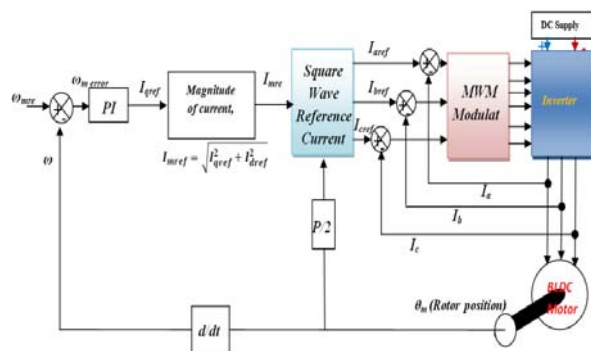 DC Supply
+ -
I_aref
I_bref
I_cref
ω_mre
ω_m error
I_qref
I_mre
PI
Magnitude
of current,
I_mref = √(I²_qref + I²_dref)
Square
Wave
Reference
Current
MWM
Modulat
Inverter
ω
I_a
I_b
I_c
P/2
d/dt
θ_m (Rotor position)
BLDC
Motor